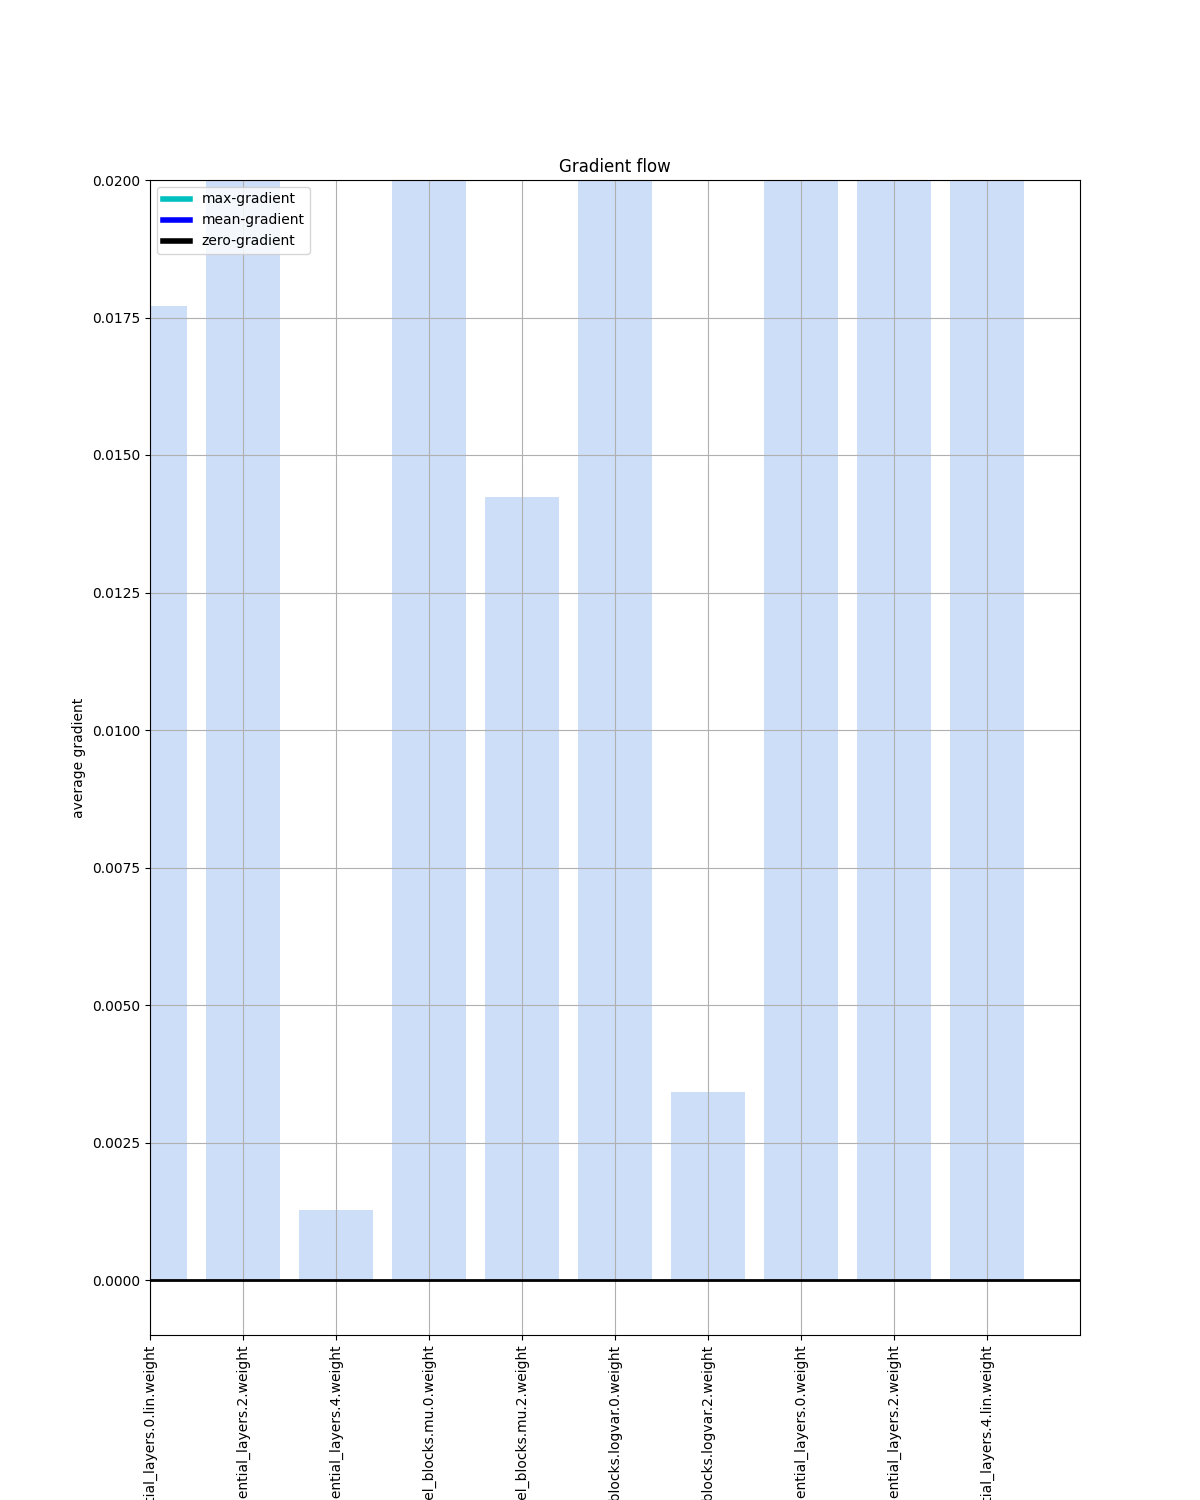 Gradient flow
max-gradient
mean-gradient
zero-gradient
0.0200
0.0175
0.0150
0.0125
0.0100
0.0075
0.0050
0.0025
0.0000
average gradient
tial_layers.0.lin.weight
ential_layers.2.weight
ential_layers.4.weight
el_blocks.mu.0.weight
el_blocks.mu.2.weight
blocks.logvar.0.weight
blocks.logvar.2.weight
ential_layers.0.weight
ential_layers.2.weight
tial_layers.4.lin.weight